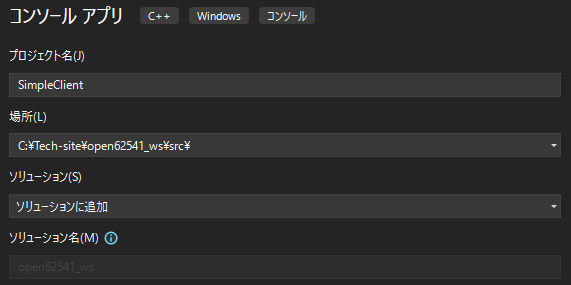 コンソール アプリ C++ Windows コンソール
プロジェクト名(J)
SimpleClient
場所(L)
C:¥Tech-site¥open62541_ws¥src¥
ソリューション(S)
ソリューションに追加
ソリューション名(M)
open62541_ws